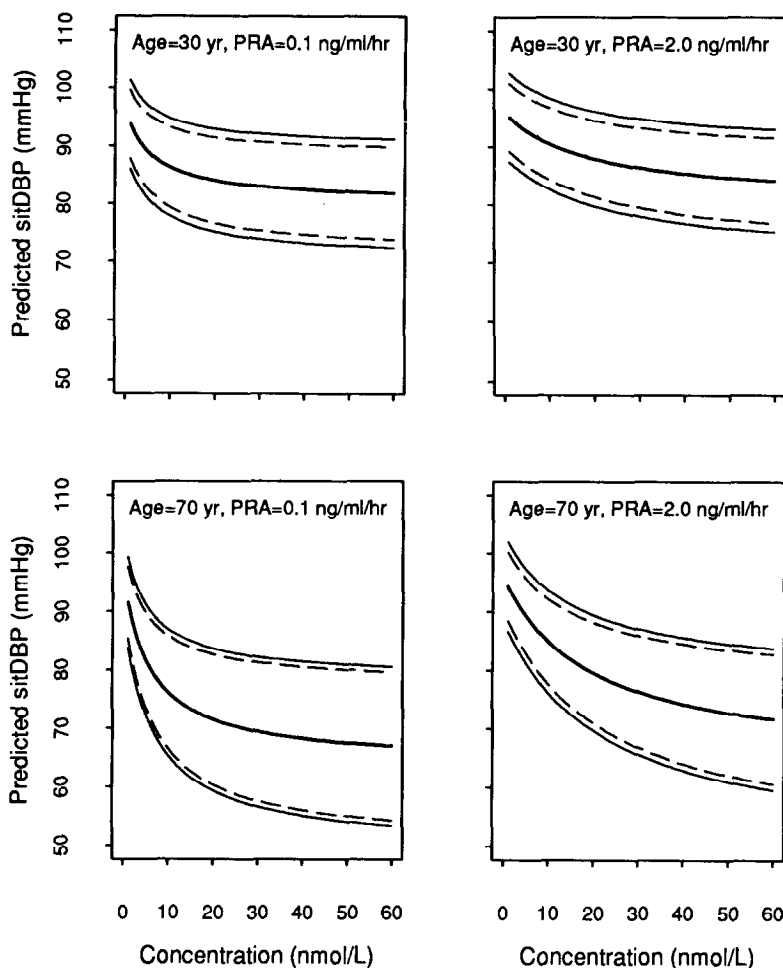 Age=30 yr, PRA=0.1 ng/ml/hr
Age=30 yr, PRA=2.0 ng/ml/hr
Predicted sitDBP (mmHg)
110
100
90
80
70
60
50
Age=70 yr, PRA=0.1 ng/ml/hr
Age=70 yr, PRA=2.0 ng/ml/hr
Predicted sitDBP (mmHg)
110
100
90
80
70
60
50
0 10 20 30 40 50 60
0 10 20 30 40 50 60
Concentration (nmol/L)
Concentration (nmol/L)